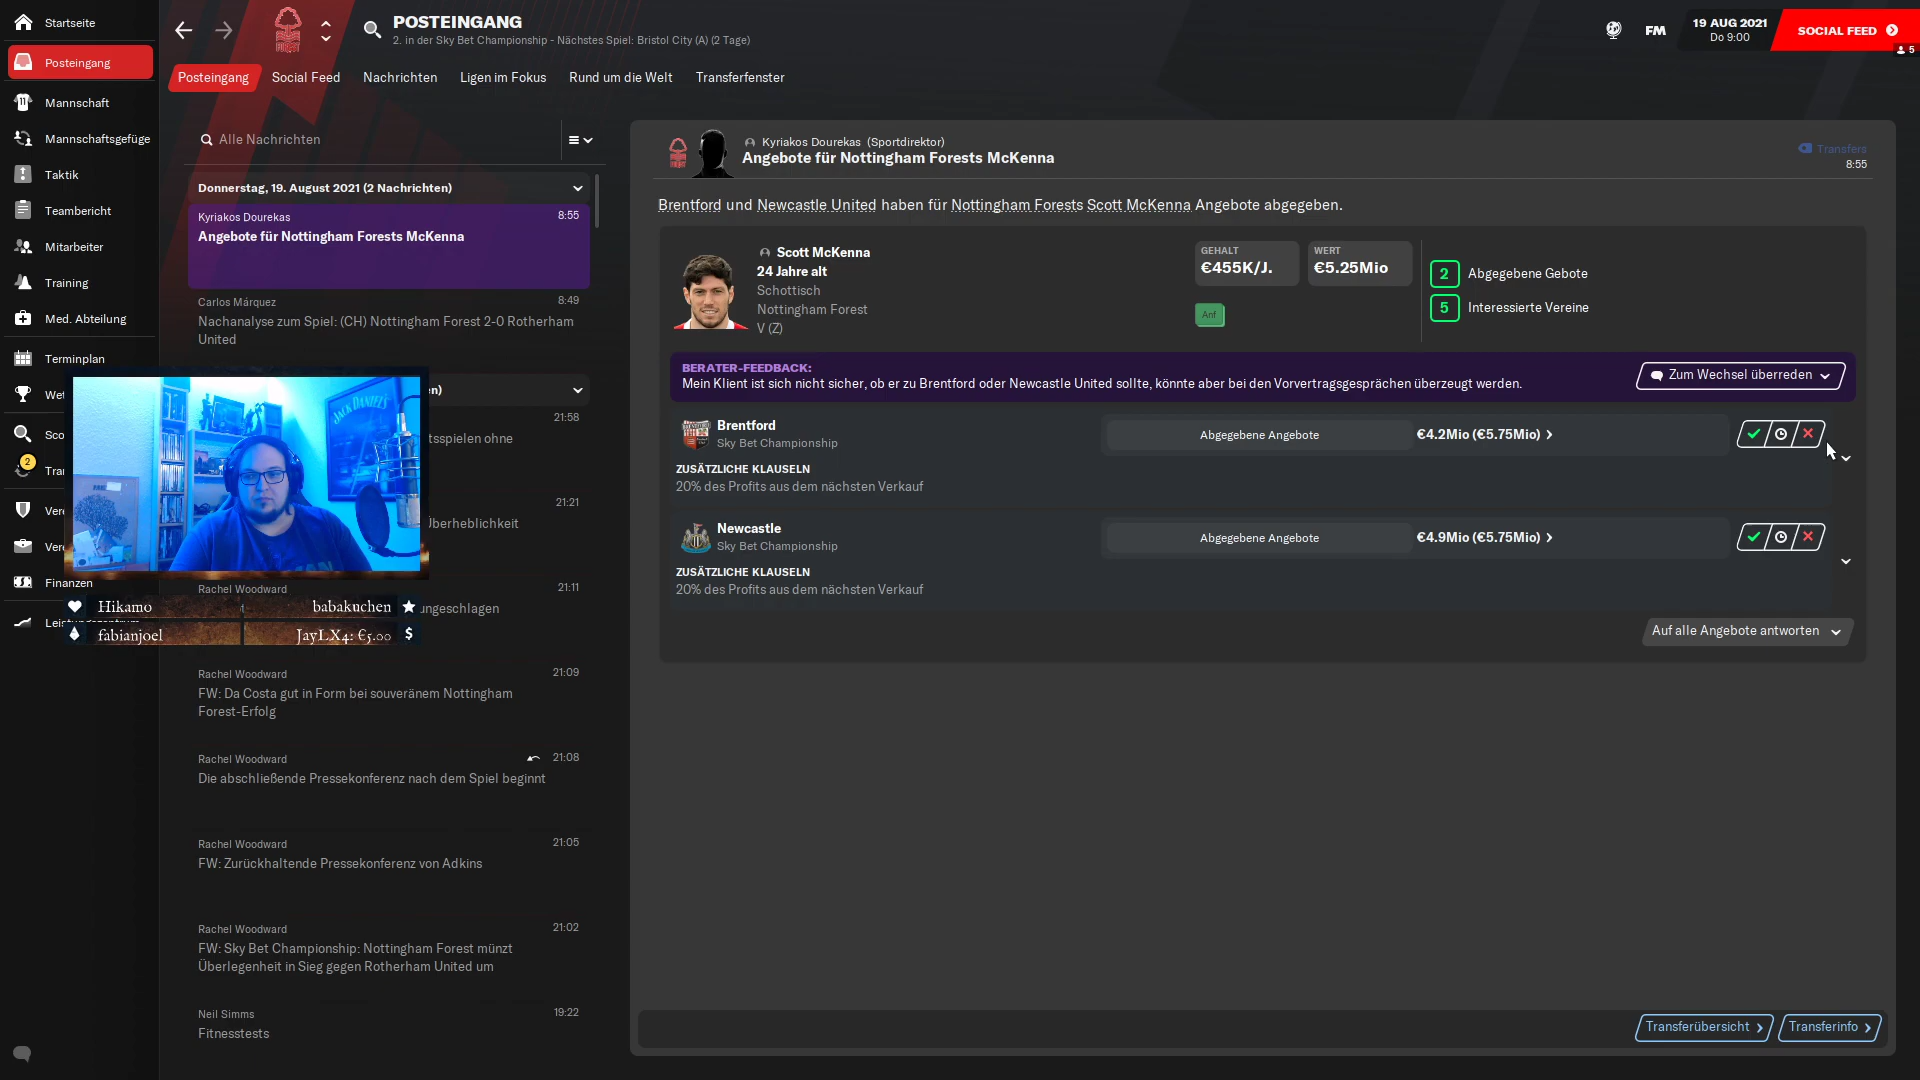 Startseite
Posteingang
Mannschaft
Mannschaftsgefüge
Taktik
Teambericht
Mitarbeiter
Training
Med. Abteilung
Terminplan
Finanzen
2
POSTEINGANG
2. in der Sky Bet Championship - Nächstes Spiel: Bristol City (A) (2 Tage)
FM
19 AUG 2021
Do 9:00
SOCIAL FEED
5
Posteingang
Social Feed
Nachrichten
Ligen im Fokus
Rund um die Welt
Transferfenster
Alle Nachrichten
Donnerstag, 19. August 2021 (2 Nachrichten)
Kyriakos Dourekas 8:55
Angebote für Nottingham Forests McKenna
Carlos Márquez 8:49
Nachanalyse zum Spiel: (CH) Nottingham Forest 2-0 Rotherham
United
21:58
ohne
21:21
Überheblichkeit
Rachel Woodward 21:11
ungeschlagen
JACK DANIEL'S
Hikamo
babakuchen
fabianjoel
JayLX4: €5.00
Rachel Woodward 21:09
FW: Da Costa gut in Form bei souveränem Nottingham
Forest-Erfolg
Rachel Woodward 21:08
Die abschließende Pressekonferenz nach dem Spiel beginnt
Rachel Woodward 21:05
FW: Zurückhaltende Pressekonferenz von Adkins
Rachel Woodward 21:02
FW: Sky Bet Championship: Nottingham Forest münzt
Überlegenheit in Sieg gegen Rotherham United um
Neil Simms 19:22
Fitnesstests
Kyriakos Dourekas (Sportdirektor)
Angebote für Nottingham Forests McKenna
Transfers
8:55
Brentford und Newcastle United haben für Nottingham Forests Scott McKenna Angebote abgegeben.
Scott McKenna
24 Jahre alt
Schottisch
Nottingham Forest
V (Z)
GEHALT
€455K/J.
WERT
€5.25Mio
Anf
2 Abgegebene Gebote
5 Interessierte Vereine
BERATER-FEEDBACK:
Mein Klient ist sich nicht sicher, ob er zu Brentford oder Newcastle United sollte, könnte aber bei den Vorvertragsgesprächen überzeugt werden.
Zum Wechsel überreden
Brentford
Sky Bet Championship
Abgegebene Angebote
€4.2Mio (€5.75Mio)
ZUSÄTZLICHE KLAUSELN
20% des Profits aus dem nächsten Verkauf
Newcastle
Sky Bet Championship
Abgegebene Angebote
€4.9Mio (€5.75Mio)
ZUSÄTZLICHE KLAUSELN
20% des Profits aus dem nächsten Verkauf
Auf alle Angebote antworten
Transferübersicht
Transferinfo